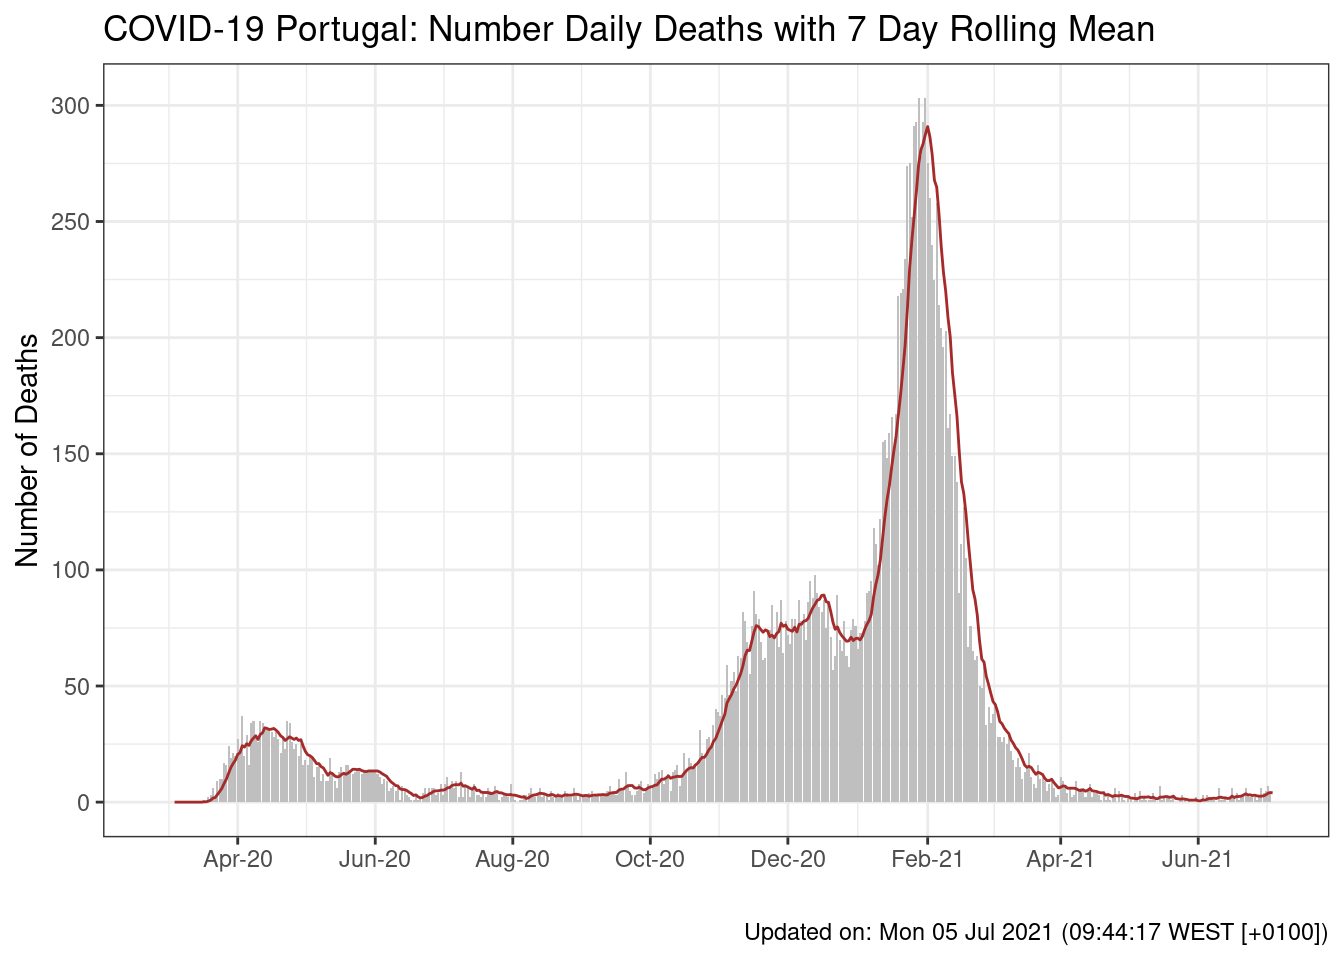 COVID-19 Portugal: Number Daily Deaths with 7 Day Rolling Mean
Number of Deaths
300
250
200
150
100
50
0
Apr-20
Jun-20
Aug-20
Oct-20
Dec-20
Feb-21
Apr-21
Jun-21
Updated on: Mon 05 Jul 2021 (09:44:17 WEST [+0100])